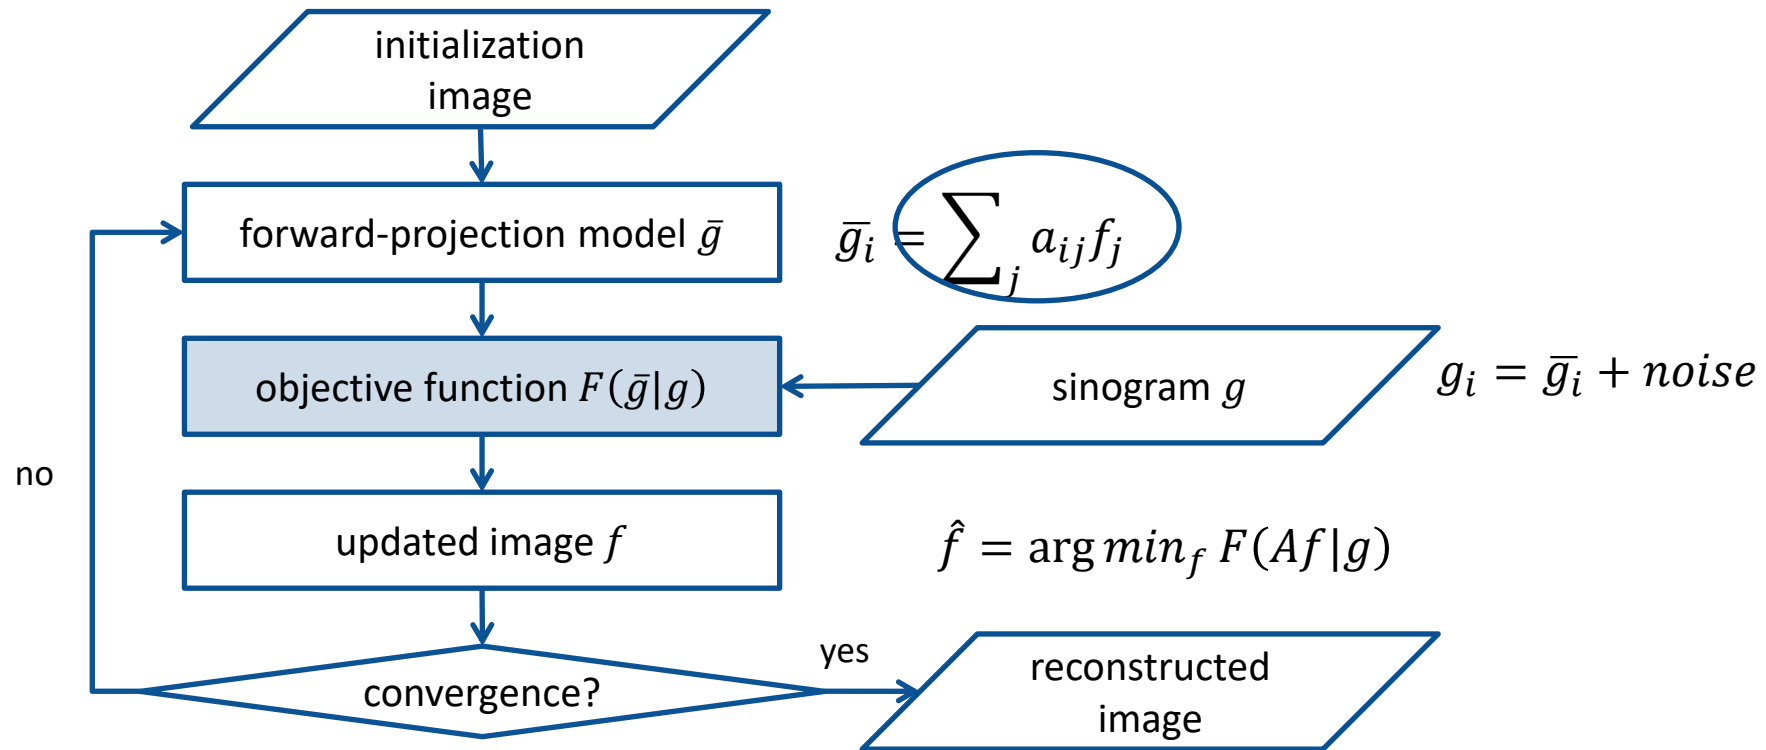 initialization
image
forward-projection model ḡ
ḡᵢ = ∑ⱼ aᵢⱼfⱼ
objective function F(ḡ|g)
sinogram g
gᵢ = ḡᵢ + noise
no
updated image f
f̂ = arg min_f F(Af|g)
convergence?
yes
reconstructed
image